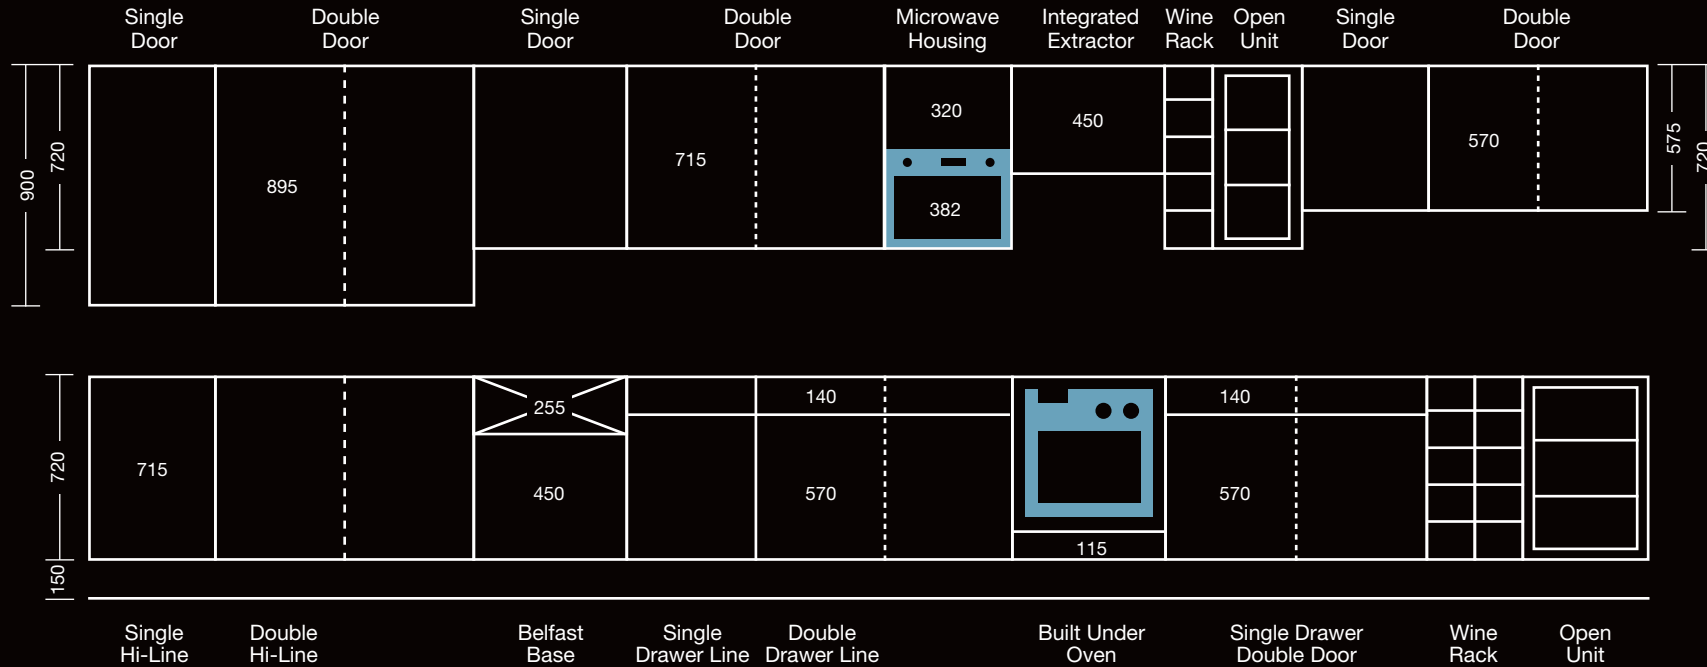 Single
Door
Double
Door
Single
Door
Double
Door
Microwave
Housing
Integrated
Extractor
Wine
Rack
Open
Unit
Single
Door
Double
Door
900
720
895
715
320
382
450
570
575
720
720
150
715
255
450
140
570
115
140
570
Single
Hi-Line
Double
Hi-Line
Belfast
Base
Single
Drawer Line
Double
Drawer Line
Built Under
Oven
Single Drawer
Double Door
Wine
Rack
Open
Unit